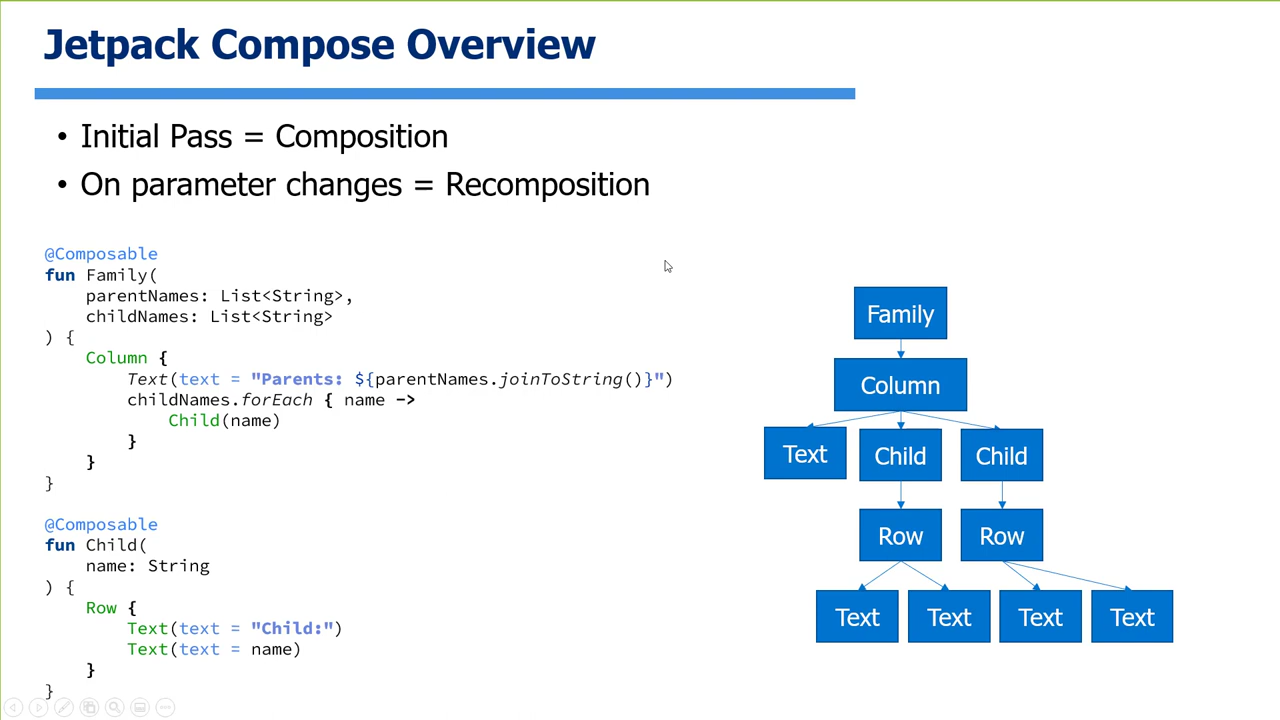 Jetpack Compose Overview
• Initial Pass = Composition
• On parameter changes = Recomposition
@Composable
fun Family(
    parentNames: List<String>,
    childNames: List<String>
) {
    Column {
        Text(text = "Parents: ${parentNames.joinToString()}")
        childNames.forEach { name ->
            Child(name)
        }
    }
}
@Composable
fun Child(
    name: String
) {
    Row {
        Text(text = "Child:")
        Text(text = name)
    }
}
Family
Column
Text Child Child
Row Row
Text Text Text Text